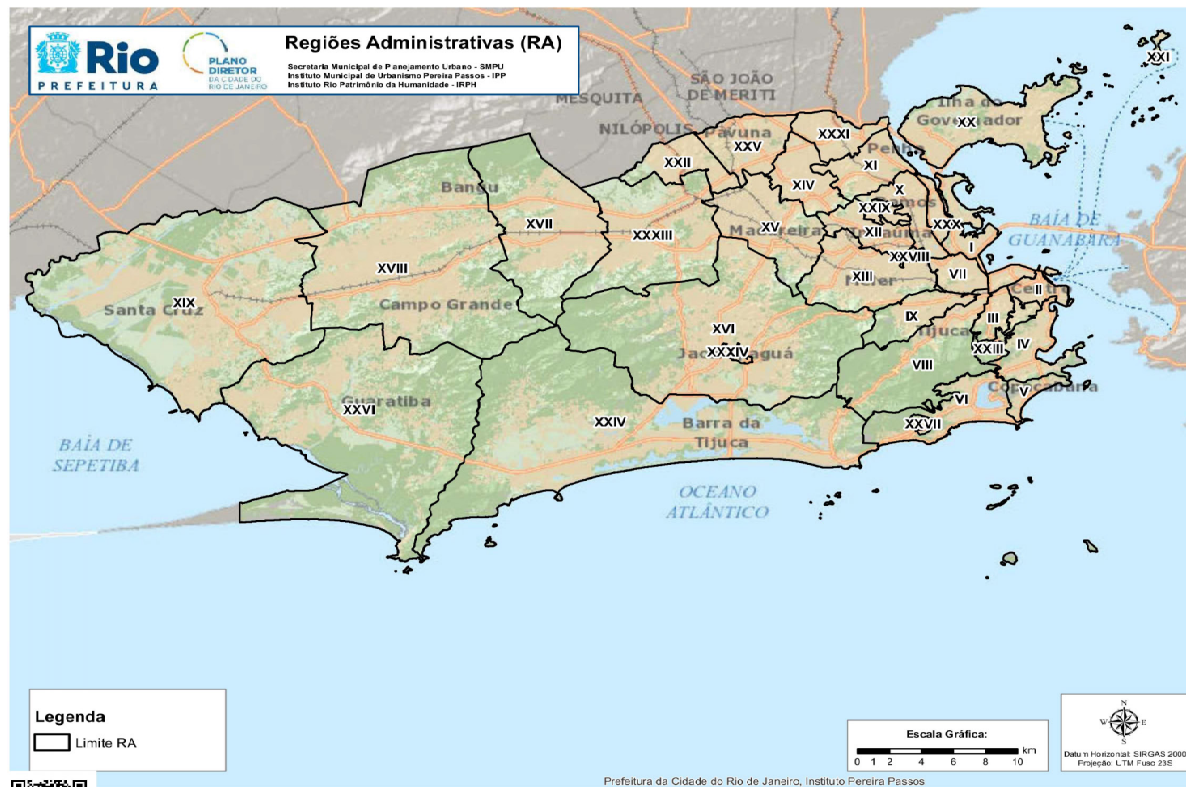 Rio
PREFEITURA
PLANO
DIRETOR
DA CIDADE DO
RIO DE JANEIRO
Regiões Administrativas (RA)
Secretaria Municipal de Planejamento Urbano - SMPU
Instituto Municipal de Urbanismo Pereira Passos - IPP
Instituto Rio Patrimônio da Humanidade - IRPH
XXI
SÃO JOÃO
DE MERITI
MESQUITA
Ilha do
Governador
XX
NILÓPOLIS
Pavuna
XXXI
XXV
Penha
XXII
XI
XIV
Bangu
X
XXIX
XVII
XXXIII
XV
XXX
BAÍA DE
GUANABARA
XII
I
XVIII
XXVIII
XIII
VII
Campo Grande
II
XIX
Santa Cruz
IX
Tijuca
III
XVI
XXXIV
XXIII
IV
VIII
Copacabana
V
VI
Guaratiba
XXVI
XXIV
XXVII
Barra da
Tijuca
BAÍA DE
SEPETIBA
OCEANO
ATLÂNTICO
Legenda
Limite RA
Escala Gráfica:
km
0 1 2 4 6 8 10
N
W E
S
Datum Horizontal: SIRGAS 2000
Projeção: UTM Fuso 23S
Prefeitura da Cidade do Rio de Janeiro, Instituto Pereira Passos